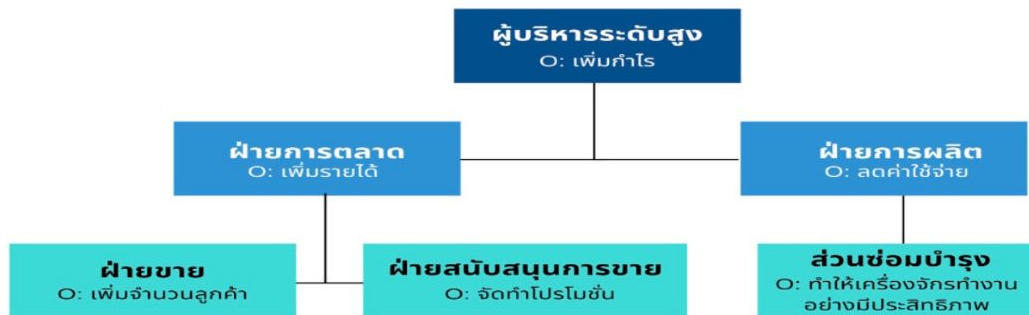 ผู้บริหารระดับสูง
O: เพิ่มกำไร
ฝ่ายการตลาด
O: เพิ่มรายได้
ฝ่ายการผลิต
O: ลดค่าใช้จ่าย
ฝ่ายขาย
O: เพิ่มจำนวนลูกค้า
ฝ่ายสนับสนุนการขาย
O: จัดทำโปรโมชั่น
ส่วนซ่อมบำรุง
O: ทำให้เครื่องจักรทำงาน
อย่างมีประสิทธิภาพ